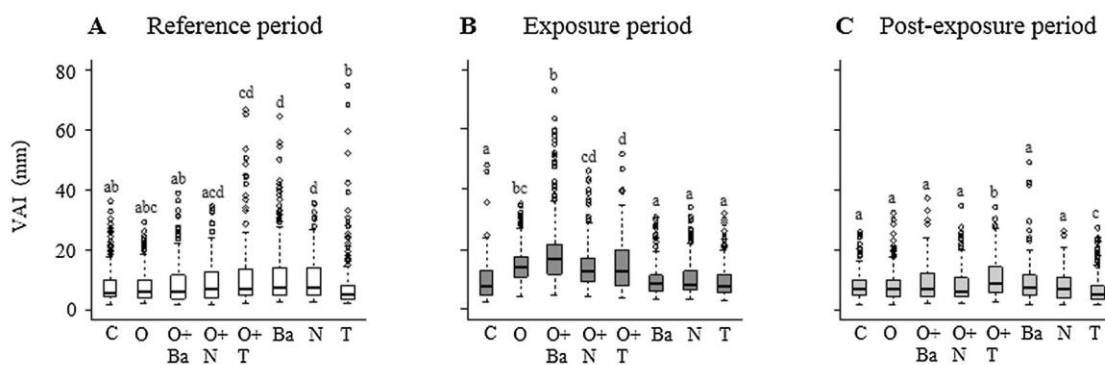 A Reference period
B Exposure period
C Post-exposure period
VAI (mm)
80
60
40
20
0
ab
abc
ab
acd
cd
d
d
b
C O O+ O+ O+ Ba N T
Ba N T
a
bc
b
cd
d
a
a
a
C O O+ O+ O+ Ba N T
Ba N T
a
a
a
a
b
a
a
c
C O O+ O+ O+ Ba N T
Ba N T